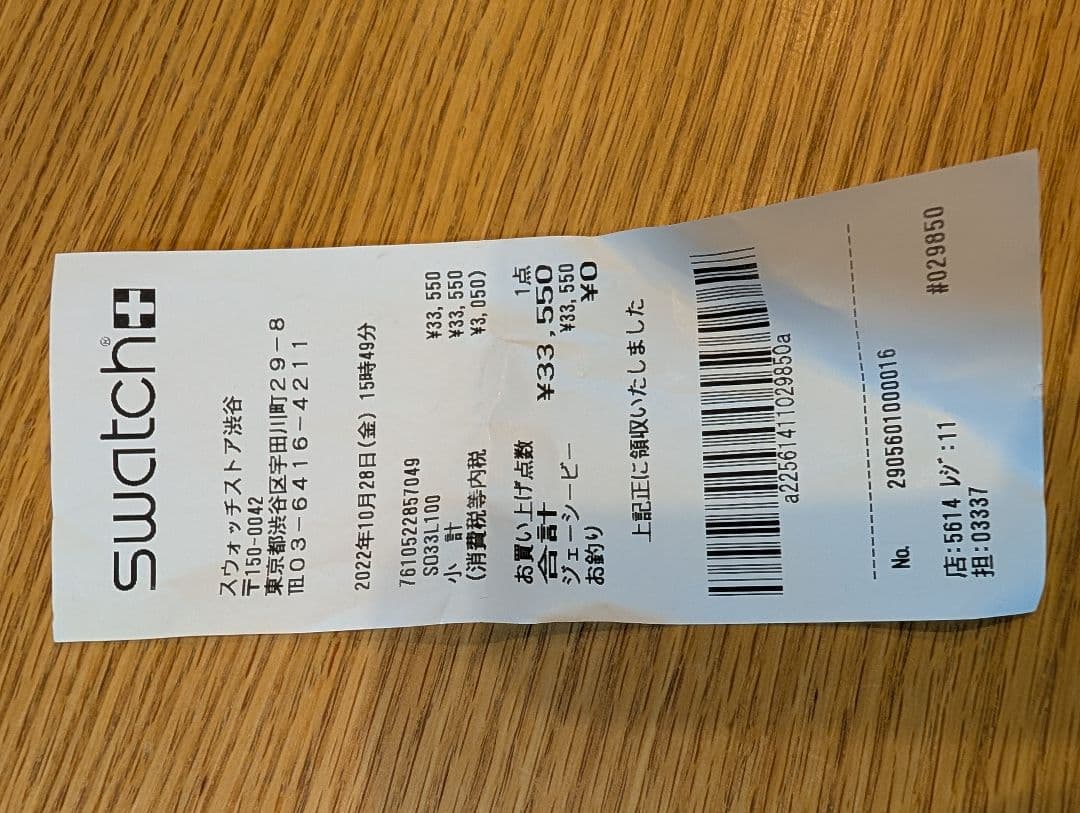 swatch®
スウォッチストア渋谷
〒150-0042
東京都渋谷区宇田川町29-8
℡03-6416-4211
2022年10月28日(金) 15時49分
7610522857049
SO33L100 ¥33,550
小 計 ¥33,550
(消費税等内税 ¥3,050)
お買い上げ点数 1点
合計 ¥33,550
ジェーシービー ¥33,550
お釣り ¥0
上記正に領収いたしました
a2256141102985​0a
No. 2905601000016
店:5614 レジ:11 #029850
担:03337